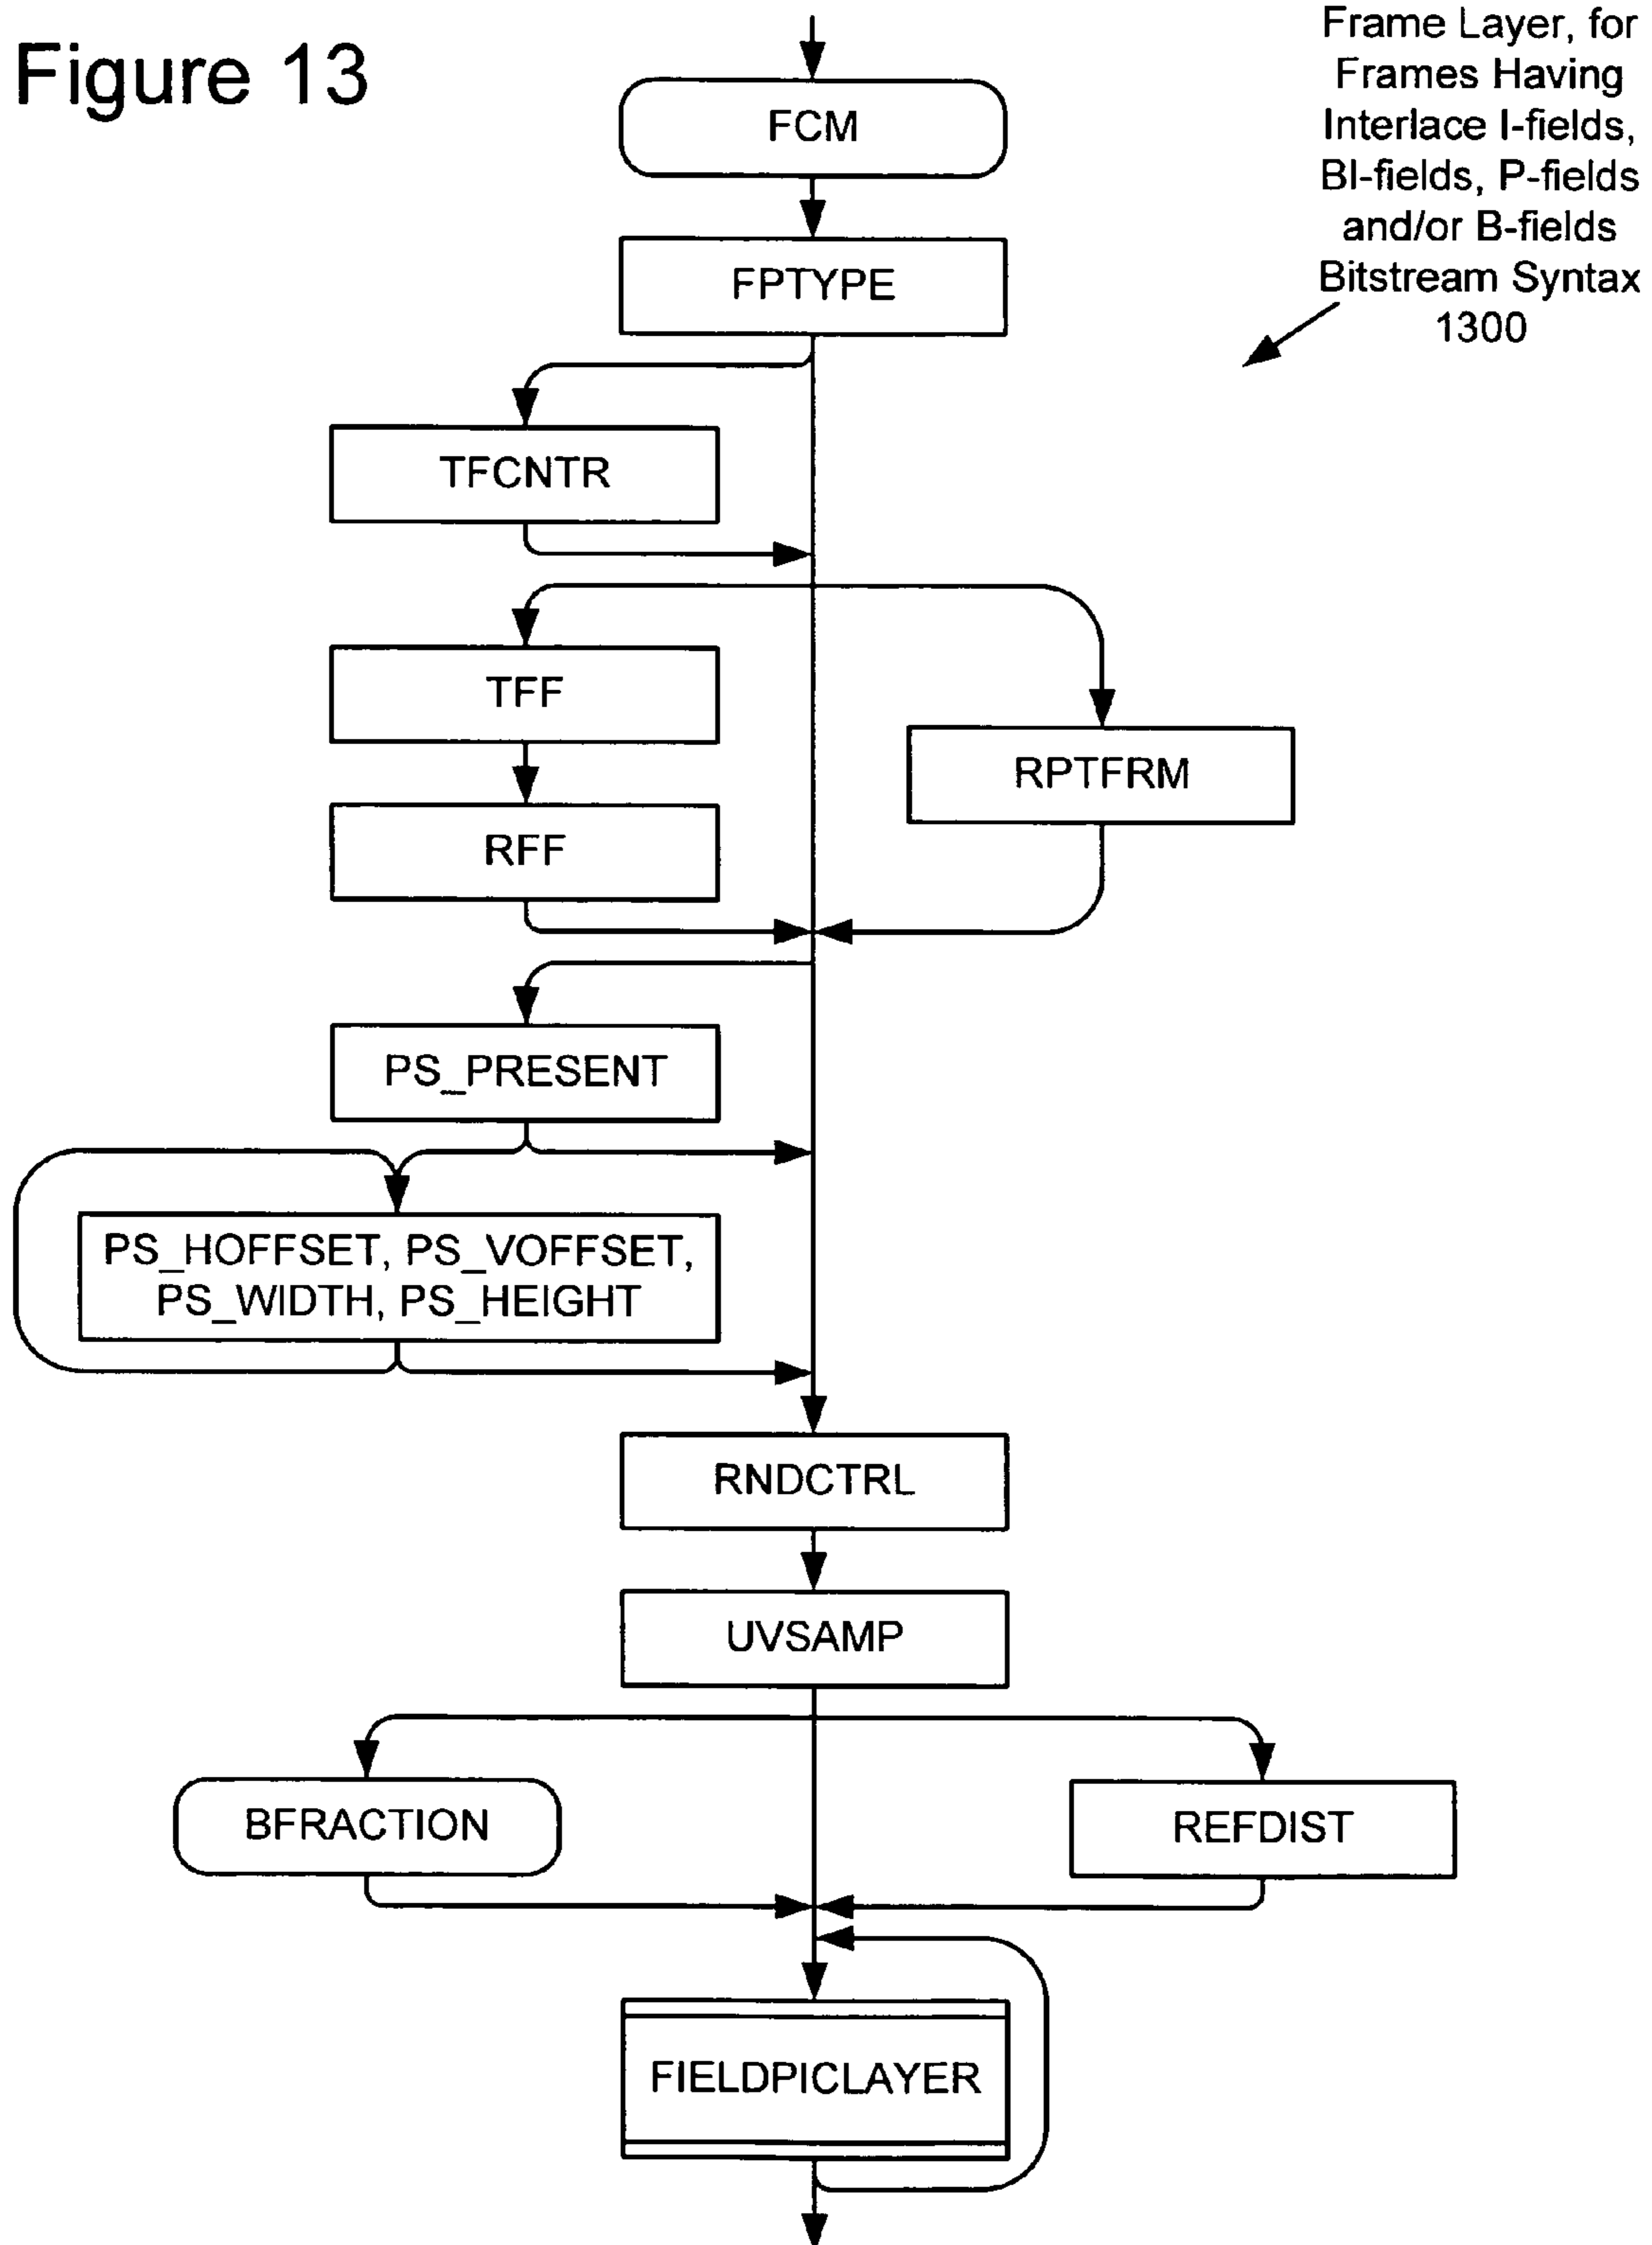 Figure 13
Frame Layer, for
Frames Having
Interlace I-fields,
BI-fields, P-fields
and/or B-fields
Bitstream Syntax
1300
FCM
FPTYPE
TFCNTR
TFF
RPTFRM
RFF
PS_PRESENT
PS_HOFFSET, PS_VOFFSET,
PS_WIDTH, PS_HEIGHT
RNDCTRL
UVSAMP
BFRACTION
REFDIST
FIELDPICLAYER